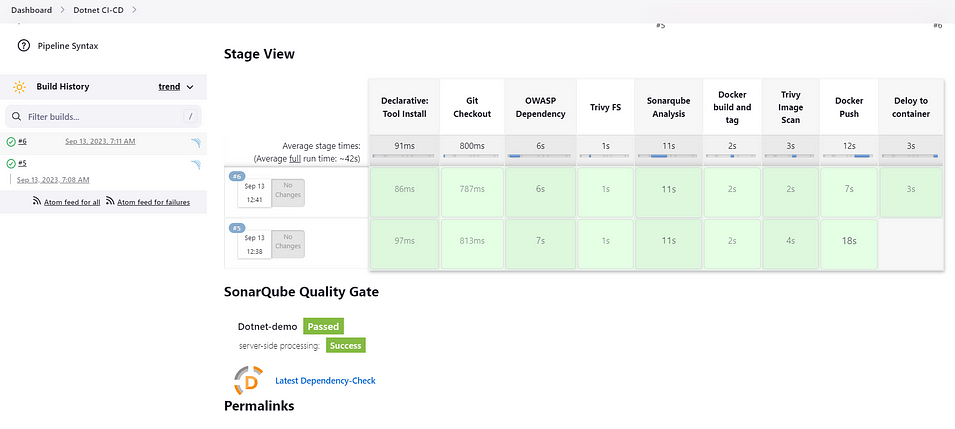 Dashboard > Dotnet CI-CD >
#5 #6
Pipeline Syntax
Build History trend
Filter builds... /
#6 Sep 13, 2023, 7:11 AM
#5
Sep 13, 2023, 7:08 AM
Atom feed for all Atom feed for failures
Stage View
Declarative: Tool Install
Git Checkout
OWASP Dependency
Trivy FS
Sonarqube Analysis
Docker build and tag
Trivy Image Scan
Docker Push
Deloy to container
Average stage times:
(Average full run time: ~42s)
91ms 800ms 6s 1s 11s 2s 3s 12s 3s
#6
Sep 13
12:41
No Changes
86ms 787ms 6s 1s 11s 2s 2s 7s 3s
#5
Sep 13
12:38
No Changes
97ms 813ms 7s 1s 11s 2s 4s 18s
SonarQube Quality Gate
Dotnet-demo Passed
server-side processing: Success
D Latest Dependency-Check
Permalinks